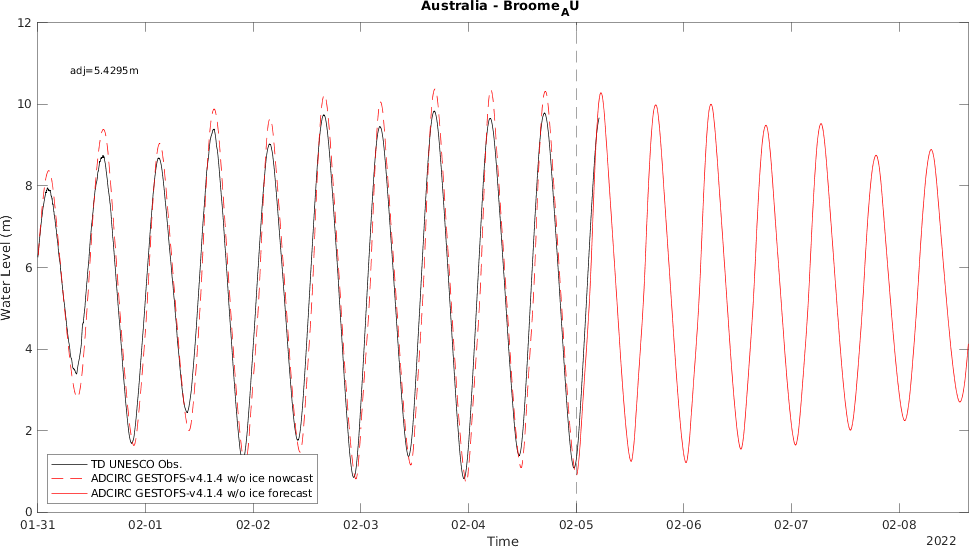 Australia - Broome_AU
12
adj=5.4295m
10
8
6
4
2
0
Water Level (m)
TD UNESCO Obs.
ADCIRC GESTOFS-v4.1.4 w/o ice nowcast
ADCIRC GESTOFS-v4.1.4 w/o ice forecast
01-31 02-01 02-02 02-03 02-04 02-05 02-06 02-07 02-08
Time
2022